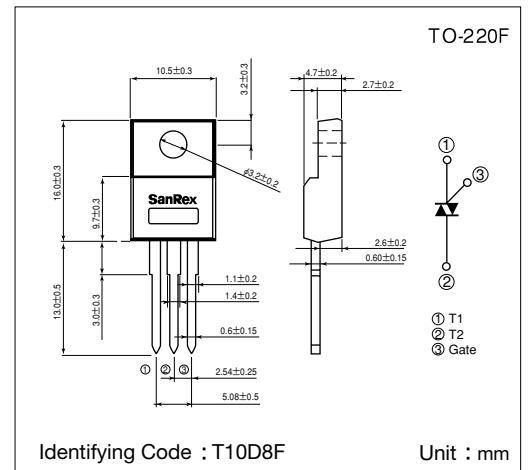 TO-220F
10.5±0.3
3.2±0.3
4.7±0.2
2.7±0.2
16.0±0.3
9.7±0.3
φ3.2±0.2
SanRex
① 
③
②
2.6±0.2
0.60±0.15
13.0±0.5
3.0±0.3
1.1±0.2
1.4±0.2
0.6±0.15
① ② ③
2.54±0.25
5.08±0.5
① T1
② T2
③ Gate
Identifying Code：T10D8F
Unit：mm